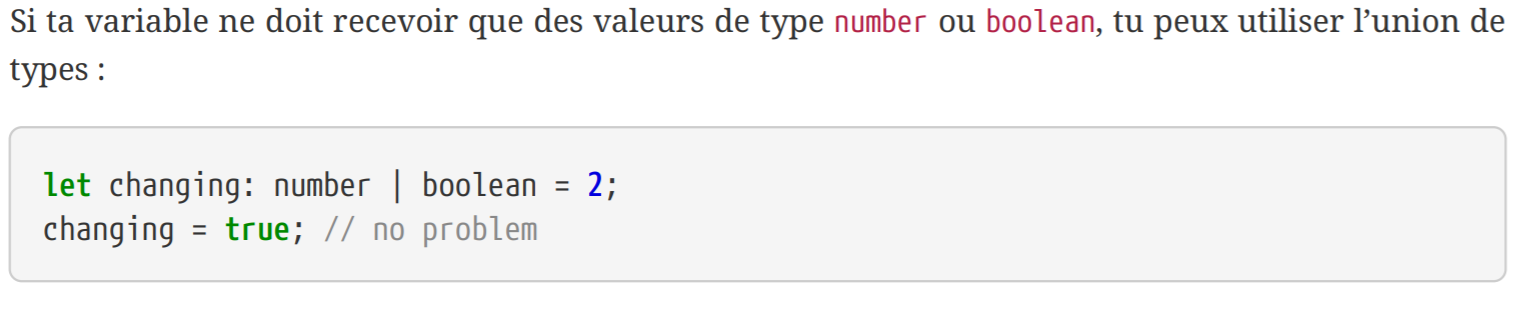 Si ta variable ne doit recevoir que des valeurs de type number ou boolean, tu peux utiliser l’union de
types :
let changing: number | boolean = 2;
changing = true; // no problem